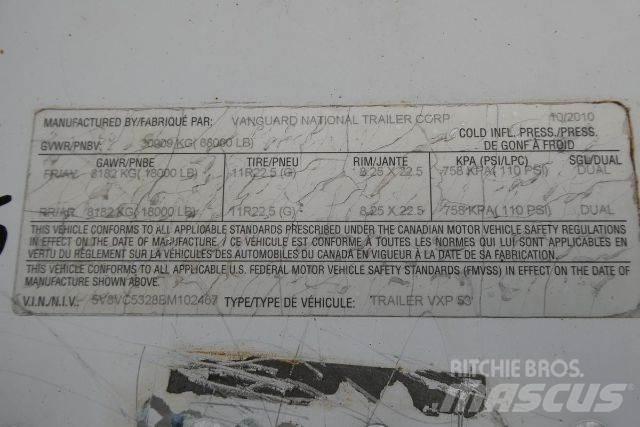 MANUFACTURED BY/FABRIQUÉ PAR: VANGUARD NATIONAL TRAILER CORP 10/2010
GVWR/PNBV: KG( 68000 LB) COLD INFL. PRESS./PRESS. DE GONF À FROID
GAWR/PNBE TIRE/PNEU RIM/JANTE KPA (PSI/LPC) SGL/DUAL
FR/AV 8182 KG( 18000 LB) 11R22.5 (G) 8.25 X 22.5 758 KPA( 110 PSI) DUAL
RR/AR 8182 KG( 18000 LB) 11R22.5 (G) 8.25 X 22.5 758 KPA( 110 PSI) DUAL
THIS VEHICLE CONFORMS TO ALL APPLICABLE STANDARDS PRESCRIBED UNDER THE CANADIAN MOTOR VEHICLE SAFETY REGULATIONS
IN EFFECT ON THE DATE OF MANUFACTURE / CE VÉHICULE EST CONFORME À TOUTES LES NORMES QUI LUI SONT APPLICABLES EN
VERTU DU RÈGLEMENT SUR LA SÉCURITÉ DES VÉHICULES AUTOMOBILES DU CANADA EN VIGUEUR À LA DATE DE SA FABRICATION.
THIS VEHICLE CONFORMS TO ALL APPLICABLE U.S. FEDERAL MOTOR VEHICLE SAFETY STANDARDS (FMVSS) IN EFFECT ON THE DATE OF
MANUFACTURE SHOWN ABOVE.
V.I.N./N.I.V. 5V8VC5328BM102467 TYPE/TYPE DE VÉHICULE: TRAILER VXP 53
RITCHIE BROS.
MASCUS